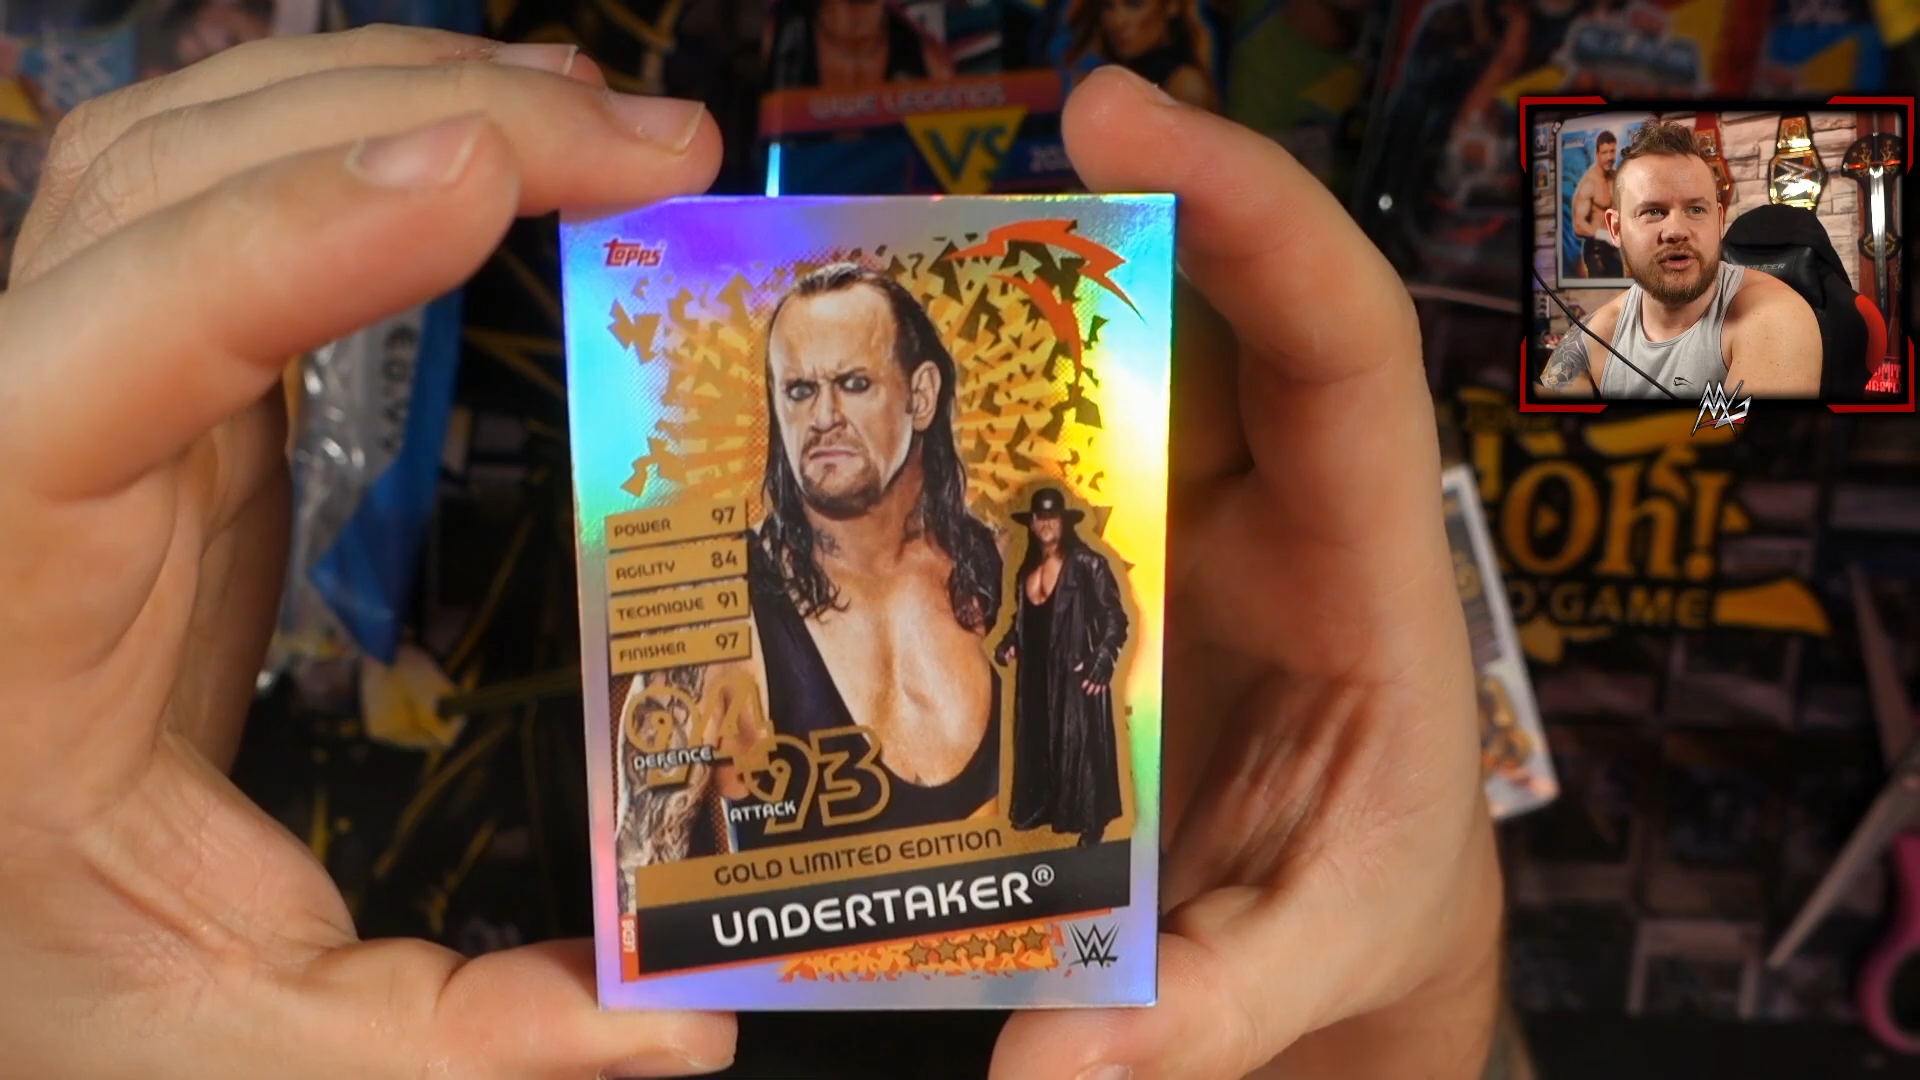 WWE LEGENDS
VS
Topps
POWER 97
AGILITY 84
TECHNIQUE 91
FINISHER 97
94
DEFENCE
93
ATTACK
GOLD LIMITED EDITION
UNDERTAKER®
W
Oh!
O'GAME